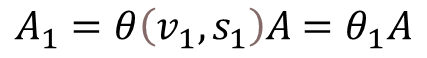 𝐴₁ = 𝜃(𝑣₁, 𝑠₁)𝐴 = 𝜃₁𝐴